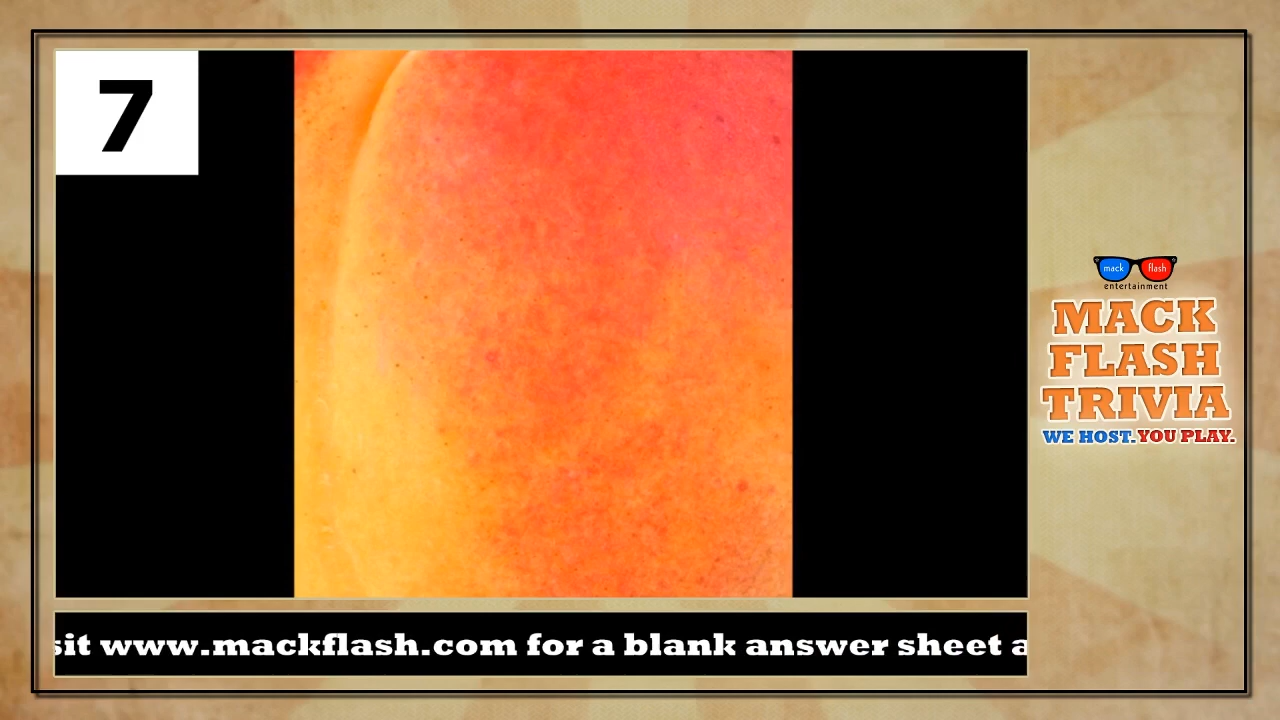 7
mack flash
entertainment
MACK
FLASH
TRIVIA
WE HOST. YOU PLAY.
sit www.mackflash.com for a blank answer sheet a